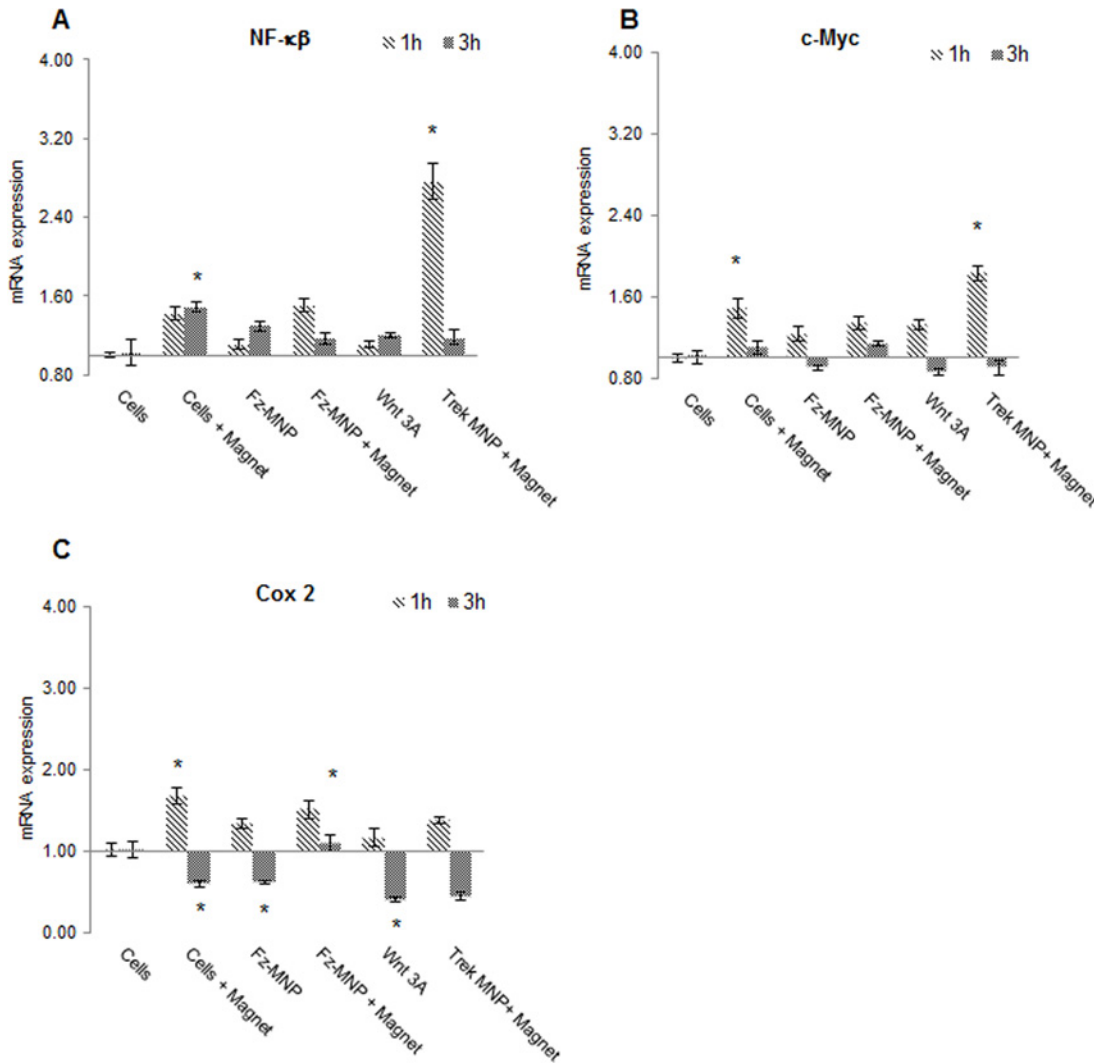 A
NF-κβ
1h 3h
4.00
3.20
2.40
1.60
0.80
mRNA expression
*
*
Cells
Cells + Magnet
Fz-MNP
Fz-MNP + Magnet
Wnt 3A
Trek MNP + Magnet
B
c-Myc
1h 3h
4.00
3.20
2.40
1.60
0.80
mRNA expression
*
*
Cells
Cells + Magnet
Fz-MNP
Fz-MNP + Magnet
Wnt 3A
Trek MNP+ Magnet
C
Cox 2
1h 3h
4.00
3.00
2.00
1.00
0.00
mRNA expression
* *
* * *
Cells
Cells + Magnet
Fz-MNP
Fz-MNP + Magnet
Wnt 3A
Trek MNP+ Magnet